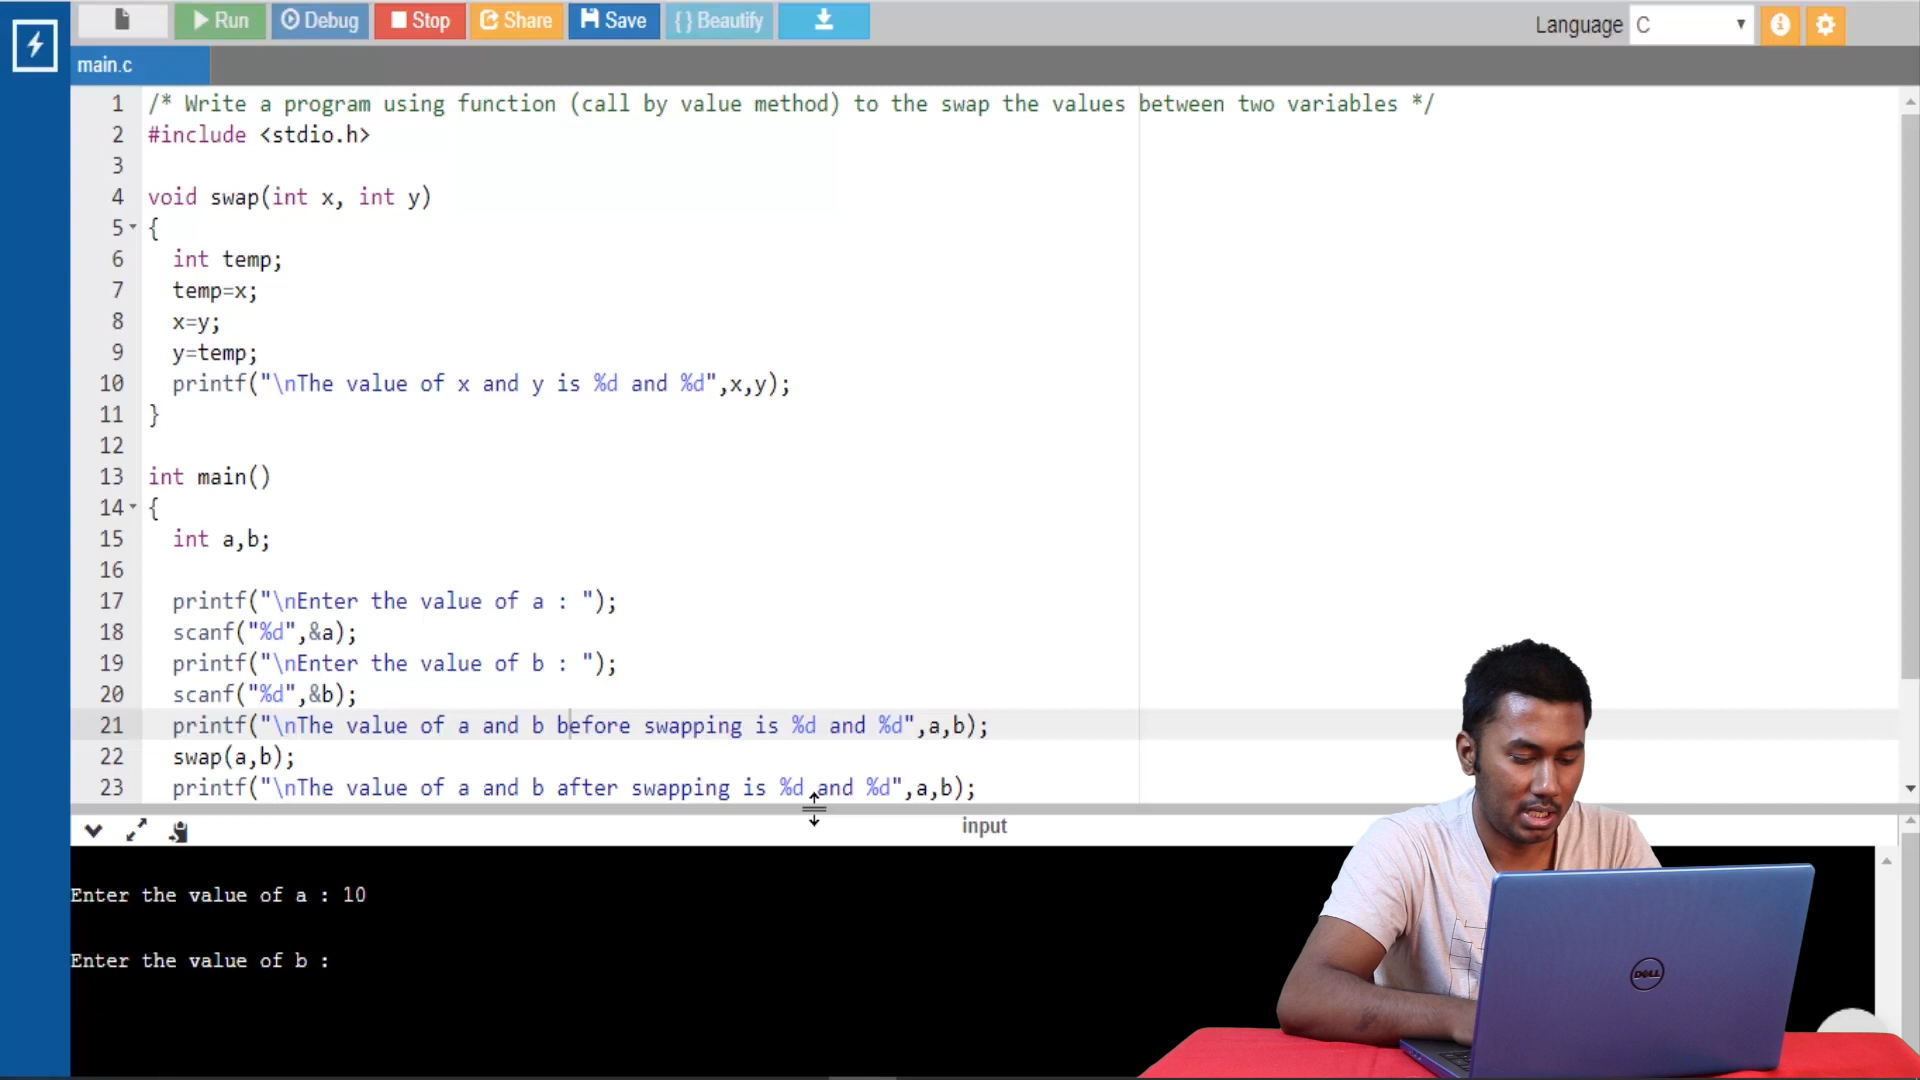 Run Debug Stop Share Save {} Beautify Language C
main.c
1 /* Write a program using function (call by value method) to the swap the values between two variables */
2 #include <stdio.h>
3
4 void swap(int x, int y)
5 {
6 int temp;
7 temp=x;
8 x=y;
9 y=temp;
10 printf("\nThe value of x and y is %d and %d",x,y);
11 }
12
13 int main()
14 {
15 int a,b;
16
17 printf("\nEnter the value of a : ");
18 scanf("%d",&a);
19 printf("\nEnter the value of b : ");
20 scanf("%d",&b);
21 printf("\nThe value of a and b before swapping is %d and %d",a,b);
22 swap(a,b);
23 printf("\nThe value of a and b after swapping is %d and %d",a,b);
input
Enter the value of a : 10
Enter the value of b :
DELL